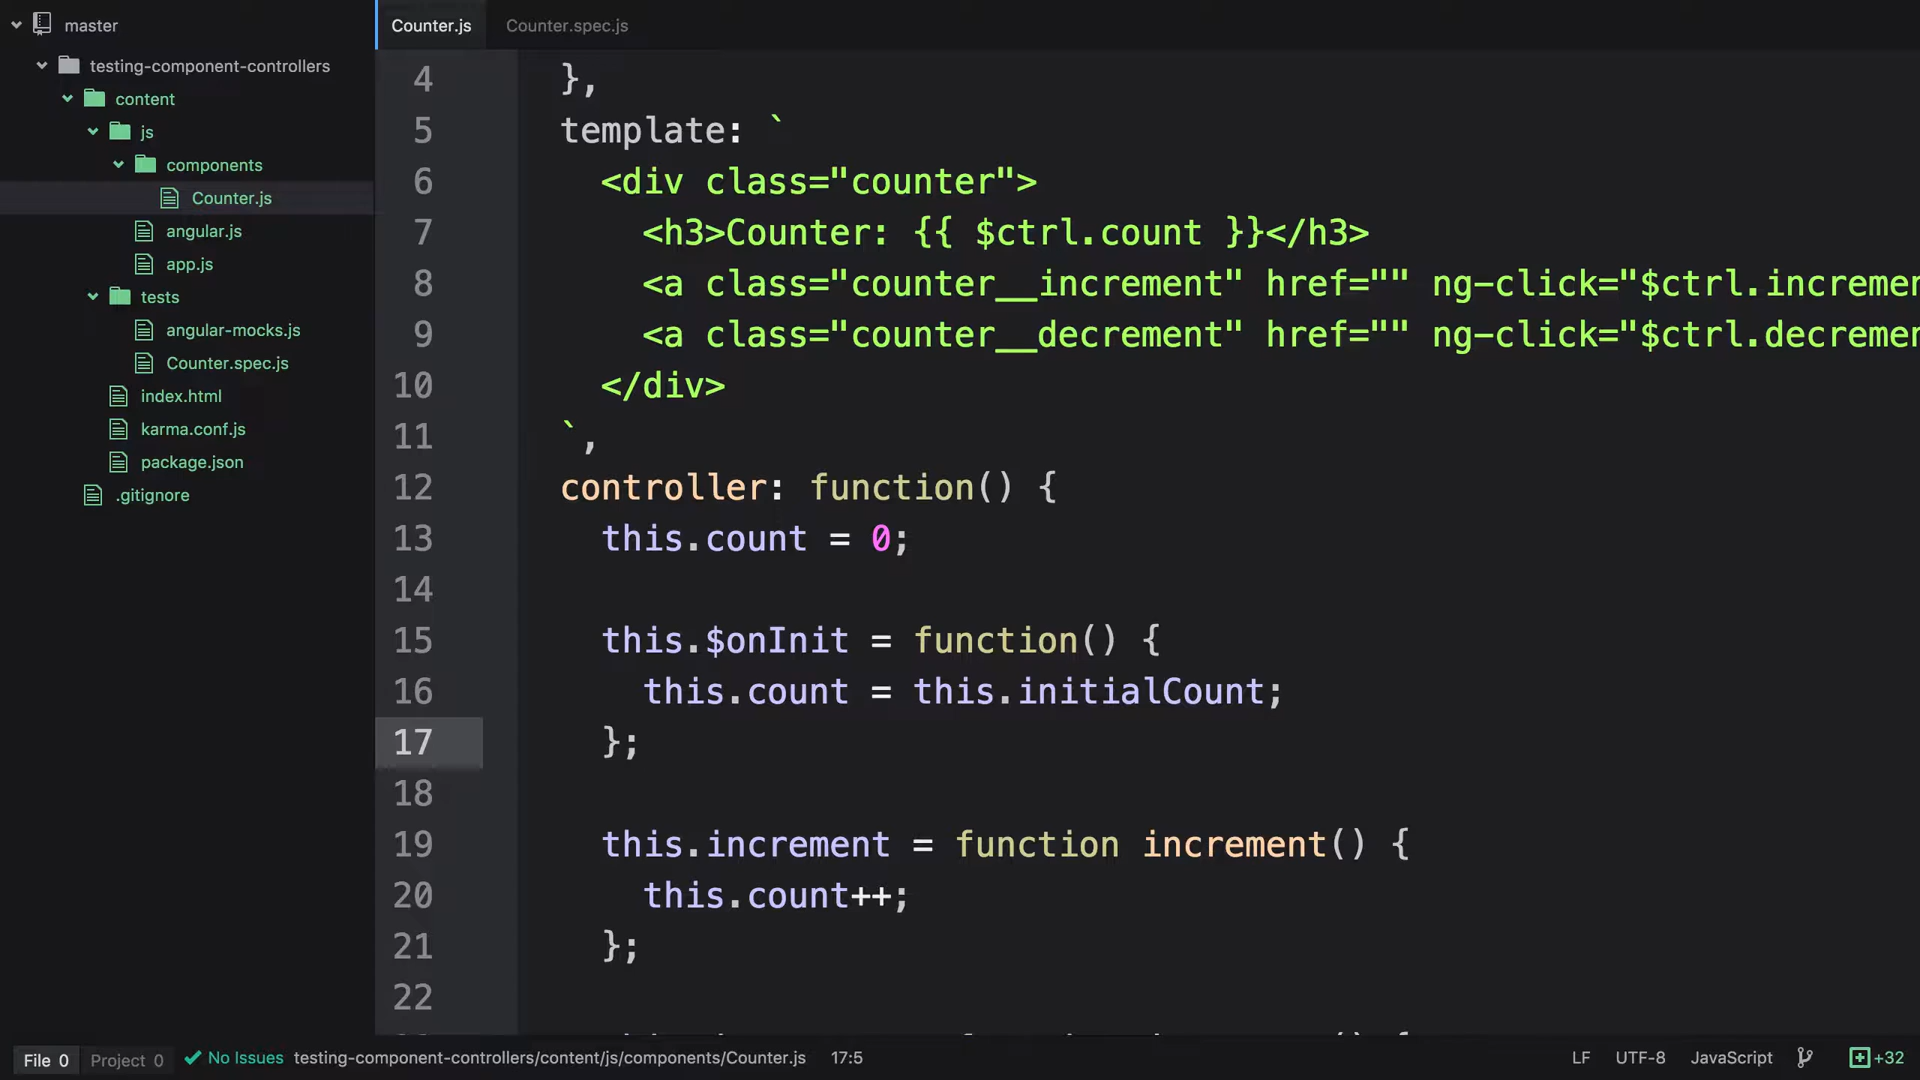 master
testing-component-controllers
content
js
components
Counter.js
angular.js
app.js
tests
angular-mocks.js
Counter.spec.js
index.html
karma.conf.js
package.json
.gitignore
Counter.js Counter.spec.js
4 },
5 template: `
6 <div class="counter">
7 <h3>Counter: {{ $ctrl.count }}</h3>
8 <a class="counter__increment" href="" ng-click="$ctrl.incremen
9 <a class="counter__decrement" href="" ng-click="$ctrl.decremen
10 </div>
11 `,
12 controller: function() {
13 this.count = 0;
14
15 this.$onInit = function() {
16 this.count = this.initialCount;
17 };
18
19 this.increment = function increment() {
20 this.count++;
21 };
22
File 0 Project 0 No Issues testing-component-controllers/content/js/components/Counter.js 17:5 LF UTF-8 JavaScript +32